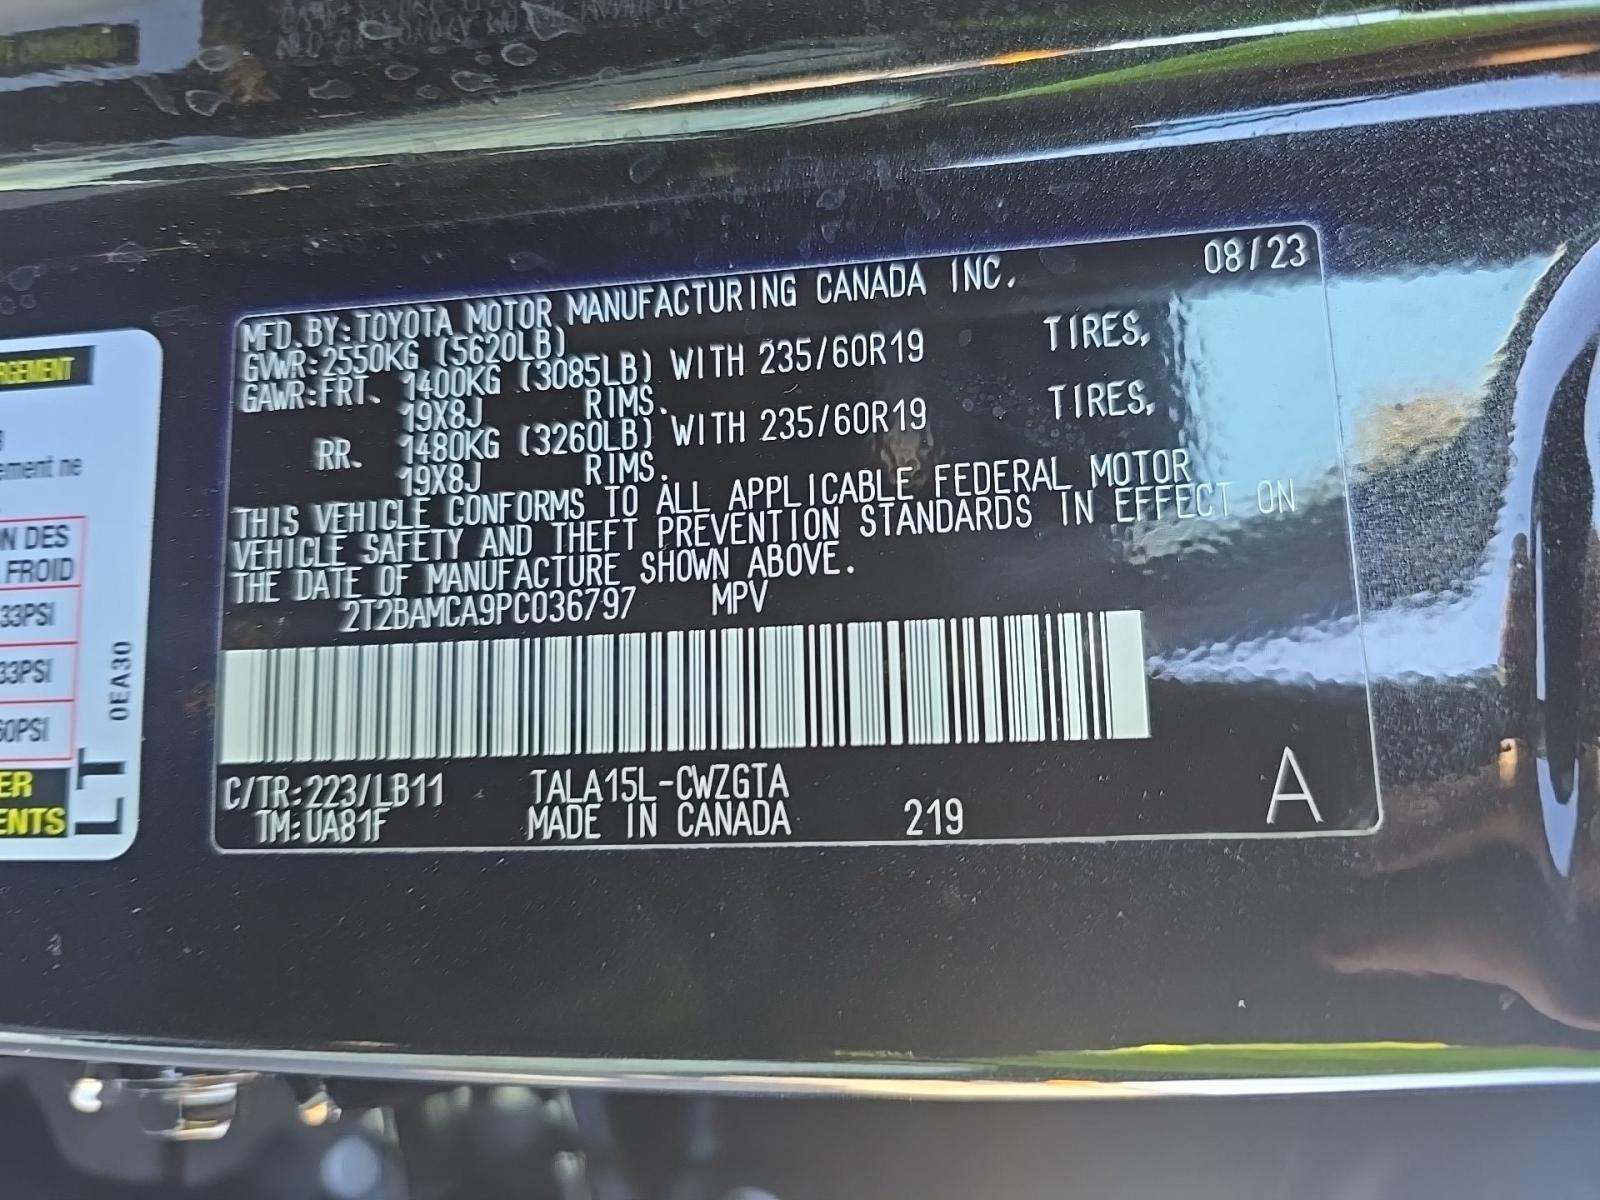 MFD.BY:TOYOTA MOTOR MANUFACTURING CANADA INC. 08/23
GVWR:2550KG (5620LB)
GAWR:FRT. 1400KG (3085LB) WITH 235/60R19 TIRES,
19X8J RIMS.
RR. 1480KG (3260LB) WITH 235/60R19 TIRES,
19X8J RIMS.
THIS VEHICLE CONFORMS TO ALL APPLICABLE FEDERAL MOTOR
VEHICLE SAFETY AND THEFT PREVENTION STANDARDS IN EFFECT ON
THE DATE OF MANUFACTURE SHOWN ABOVE.
2T2BAMCA9PC036797 MPV
C/TR:223/LB11 TALA15L-CWZGTA
TM:UA81F MADE IN CANADA 219 A
RGEMENT
ement ne
N DES
FROID
33PSI
33PSI
60PSI
ER
ENTS
0EA30
LT